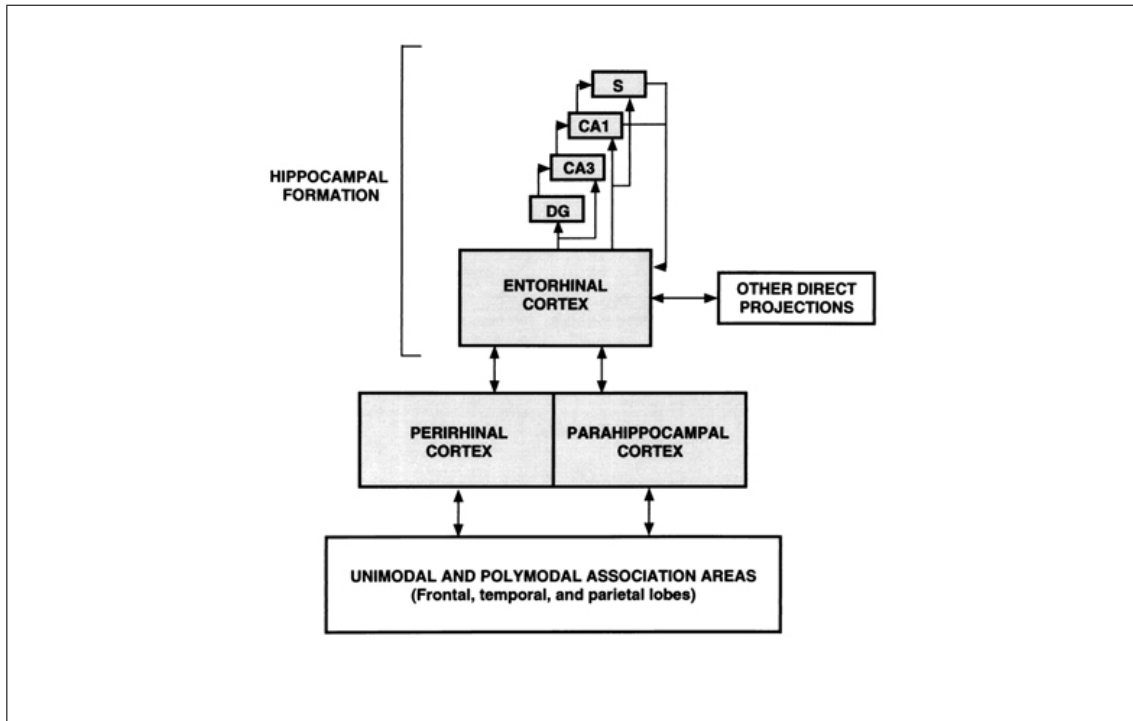 S
CA1
CA3
HIPPOCAMPAL
FORMATION
DG
ENTORHINAL
CORTEX
OTHER DIRECT
PROJECTIONS
PERIRHINAL
CORTEX
PARAHIPPOCAMPAL
CORTEX
UNIMODAL AND POLYMODAL ASSOCIATION AREAS
(Frontal, temporal, and parietal lobes)